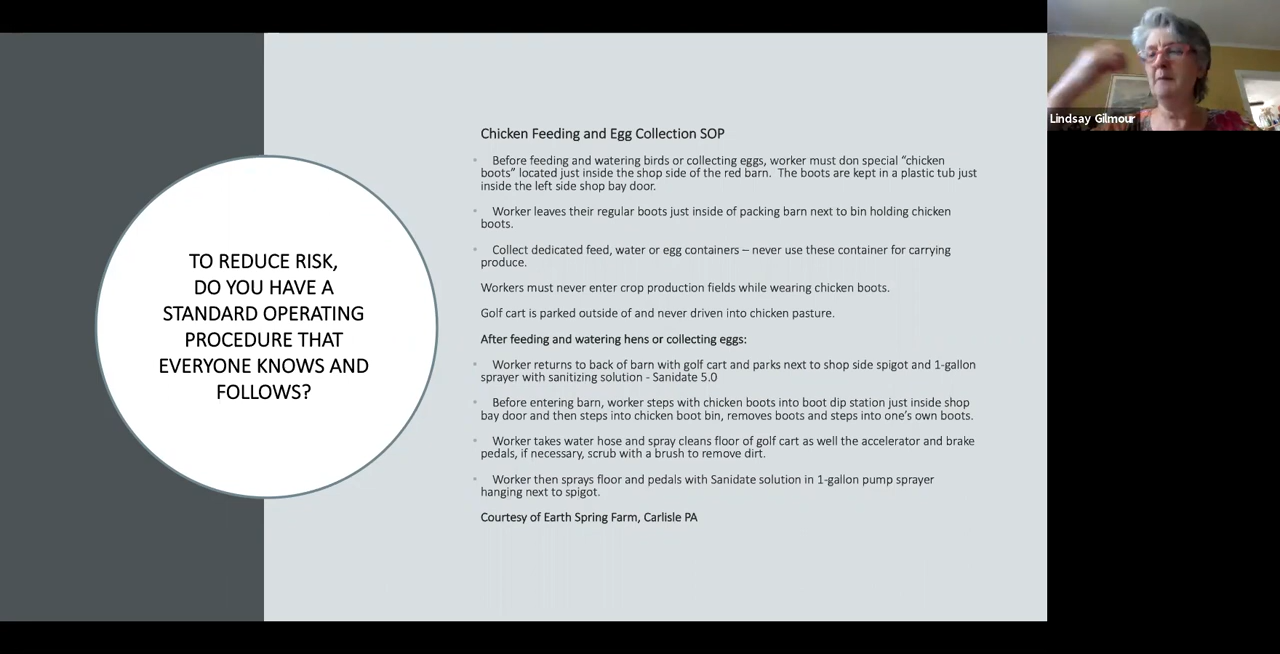 Lindsay Gilmour
TO REDUCE RISK,
DO YOU HAVE A
STANDARD OPERATING
PROCEDURE THAT
EVERYONE KNOWS AND
FOLLOWS?
Chicken Feeding and Egg Collection SOP
• Before feeding and watering birds or collecting eggs, worker must don special “chicken
boots” located just inside the shop side of the red barn. The boots are kept in a plastic tub just
inside the left side shop bay door.
• Worker leaves their regular boots just inside of packing barn next to bin holding chicken
boots.
• Collect dedicated feed, water or egg containers – never use these container for carrying
produce.
Workers must never enter crop production fields while wearing chicken boots.
Golf cart is parked outside of and never driven into chicken pasture.
After feeding and watering hens or collecting eggs:
• Worker returns to back of barn with golf cart and parks next to shop side spigot and 1-gallon
sprayer with sanitizing solution - Sanidate 5.0
• Before entering barn, worker steps with chicken boots into boot dip station just inside shop
bay door and then steps into chicken boot bin, removes boots and steps into one’s own boots.
• Worker takes water hose and spray cleans floor of golf cart as well the accelerator and brake
pedals, if necessary, scrub with a brush to remove dirt.
• Worker then sprays floor and pedals with Sanidate solution in 1-gallon pump sprayer
hanging next to spigot.
Courtesy of Earth Spring Farm, Carlisle PA